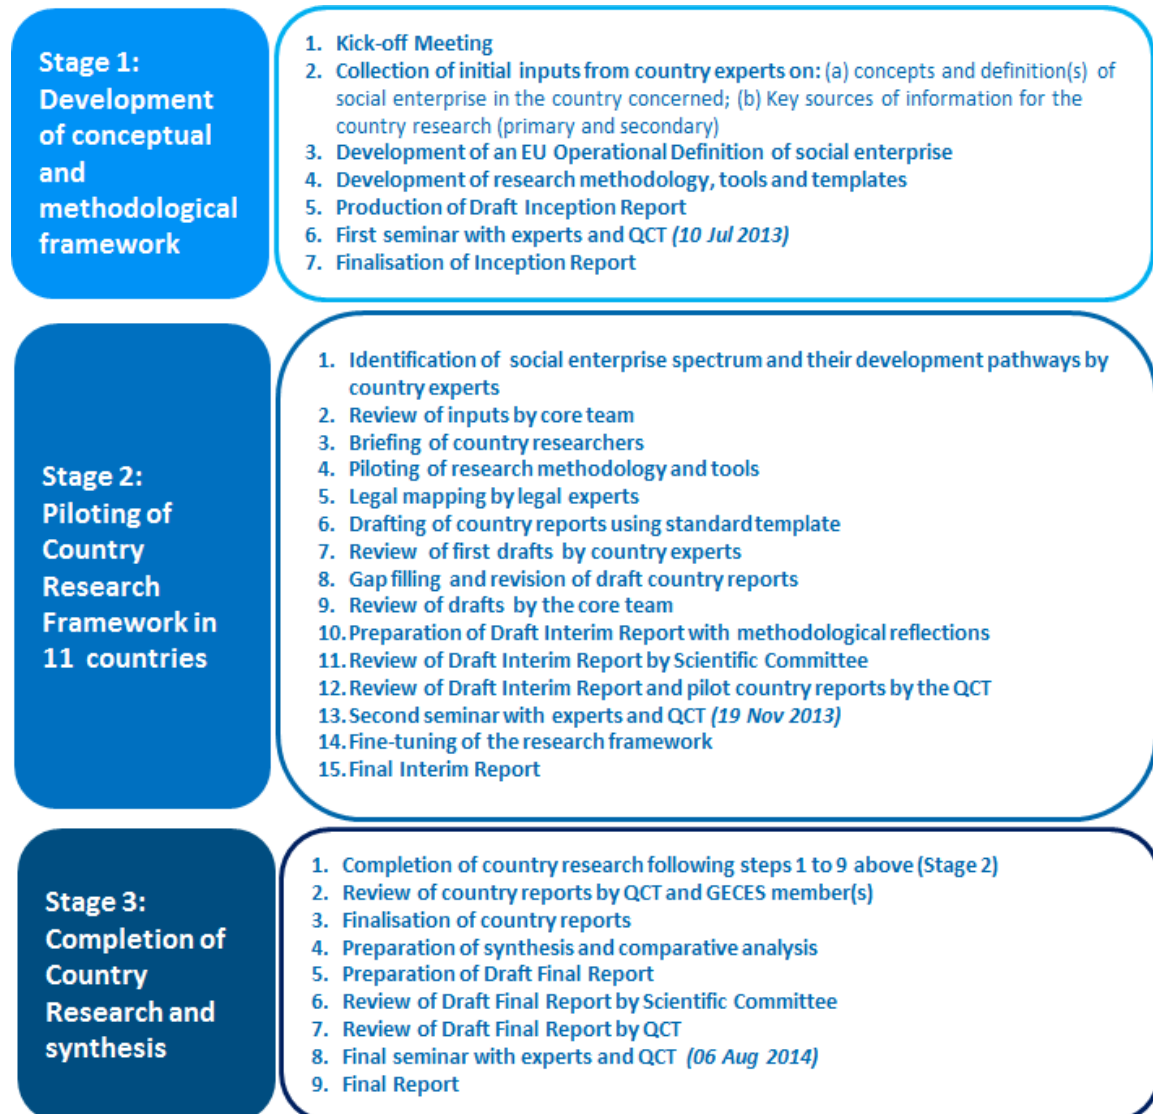 Stage 1:
Development
of conceptual
and
methodological
framework
1. Kick-off Meeting
2. Collection of initial inputs from country experts on: (a) concepts and definition(s) of
social enterprise in the country concerned; (b) Key sources of information for the
country research (primary and secondary)
3. Development of an EU Operational Definition of social enterprise
4. Development of research methodology, tools and templates
5. Production of Draft Inception Report
6. First seminar with experts and QCT (10 Jul 2013)
7. Finalisation of Inception Report
Stage 2:
Piloting of
Country
Research
Framework in
11 countries
1. Identification of social enterprise spectrum and their development pathways by
country experts
2. Review of inputs by core team
3. Briefing of country researchers
4. Piloting of research methodology and tools
5. Legal mapping by legal experts
6. Drafting of country reports using standard template
7. Review of first drafts by country experts
8. Gap filling and revision of draft country reports
9. Review of drafts by the core team
10. Preparation of Draft Interim Report with methodological reflections
11. Review of Draft Interim Report by Scientific Committee
12. Review of Draft Interim Report and pilot country reports by the QCT
13. Second seminar with experts and QCT (19 Nov 2013)
14. Fine-tuning of the research framework
15. Final Interim Report
Stage 3:
Completion of
Country
Research and
synthesis
1. Completion of country research following steps 1 to 9 above (Stage 2)
2. Review of country reports by QCT and GECES member(s)
3. Finalisation of country reports
4. Preparation of synthesis and comparative analysis
5. Preparation of Draft Final Report
6. Review of Draft Final Report by Scientific Committee
7. Review of Draft Final Report by QCT
8. Final seminar with experts and QCT (06 Aug 2014)
9. Final Report